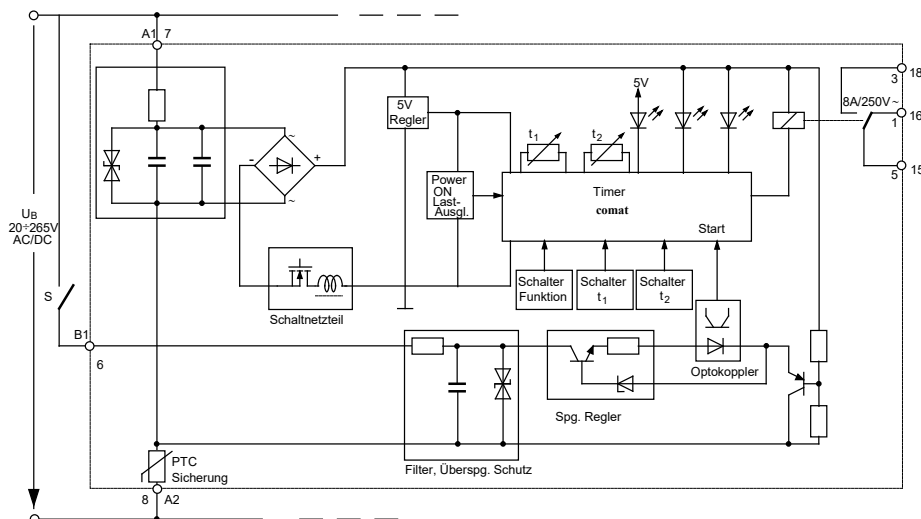 A1 7
18
3
5V
8A/250V ~
16
5V
Regler
1
t1
t2
~
-
+
Power
ON
Last-
Ausgl.
Timer
5
15
~
comat
UB
20÷265V
AC/DC
Start
Schalter
Funktion
Schalter
t1
Schalter
t2
S
Schaltnetzteil
B1
6
Optokoppler
Spg. Regler
PTC
Sicherung
Filter, Überspg. Schutz
8 A2